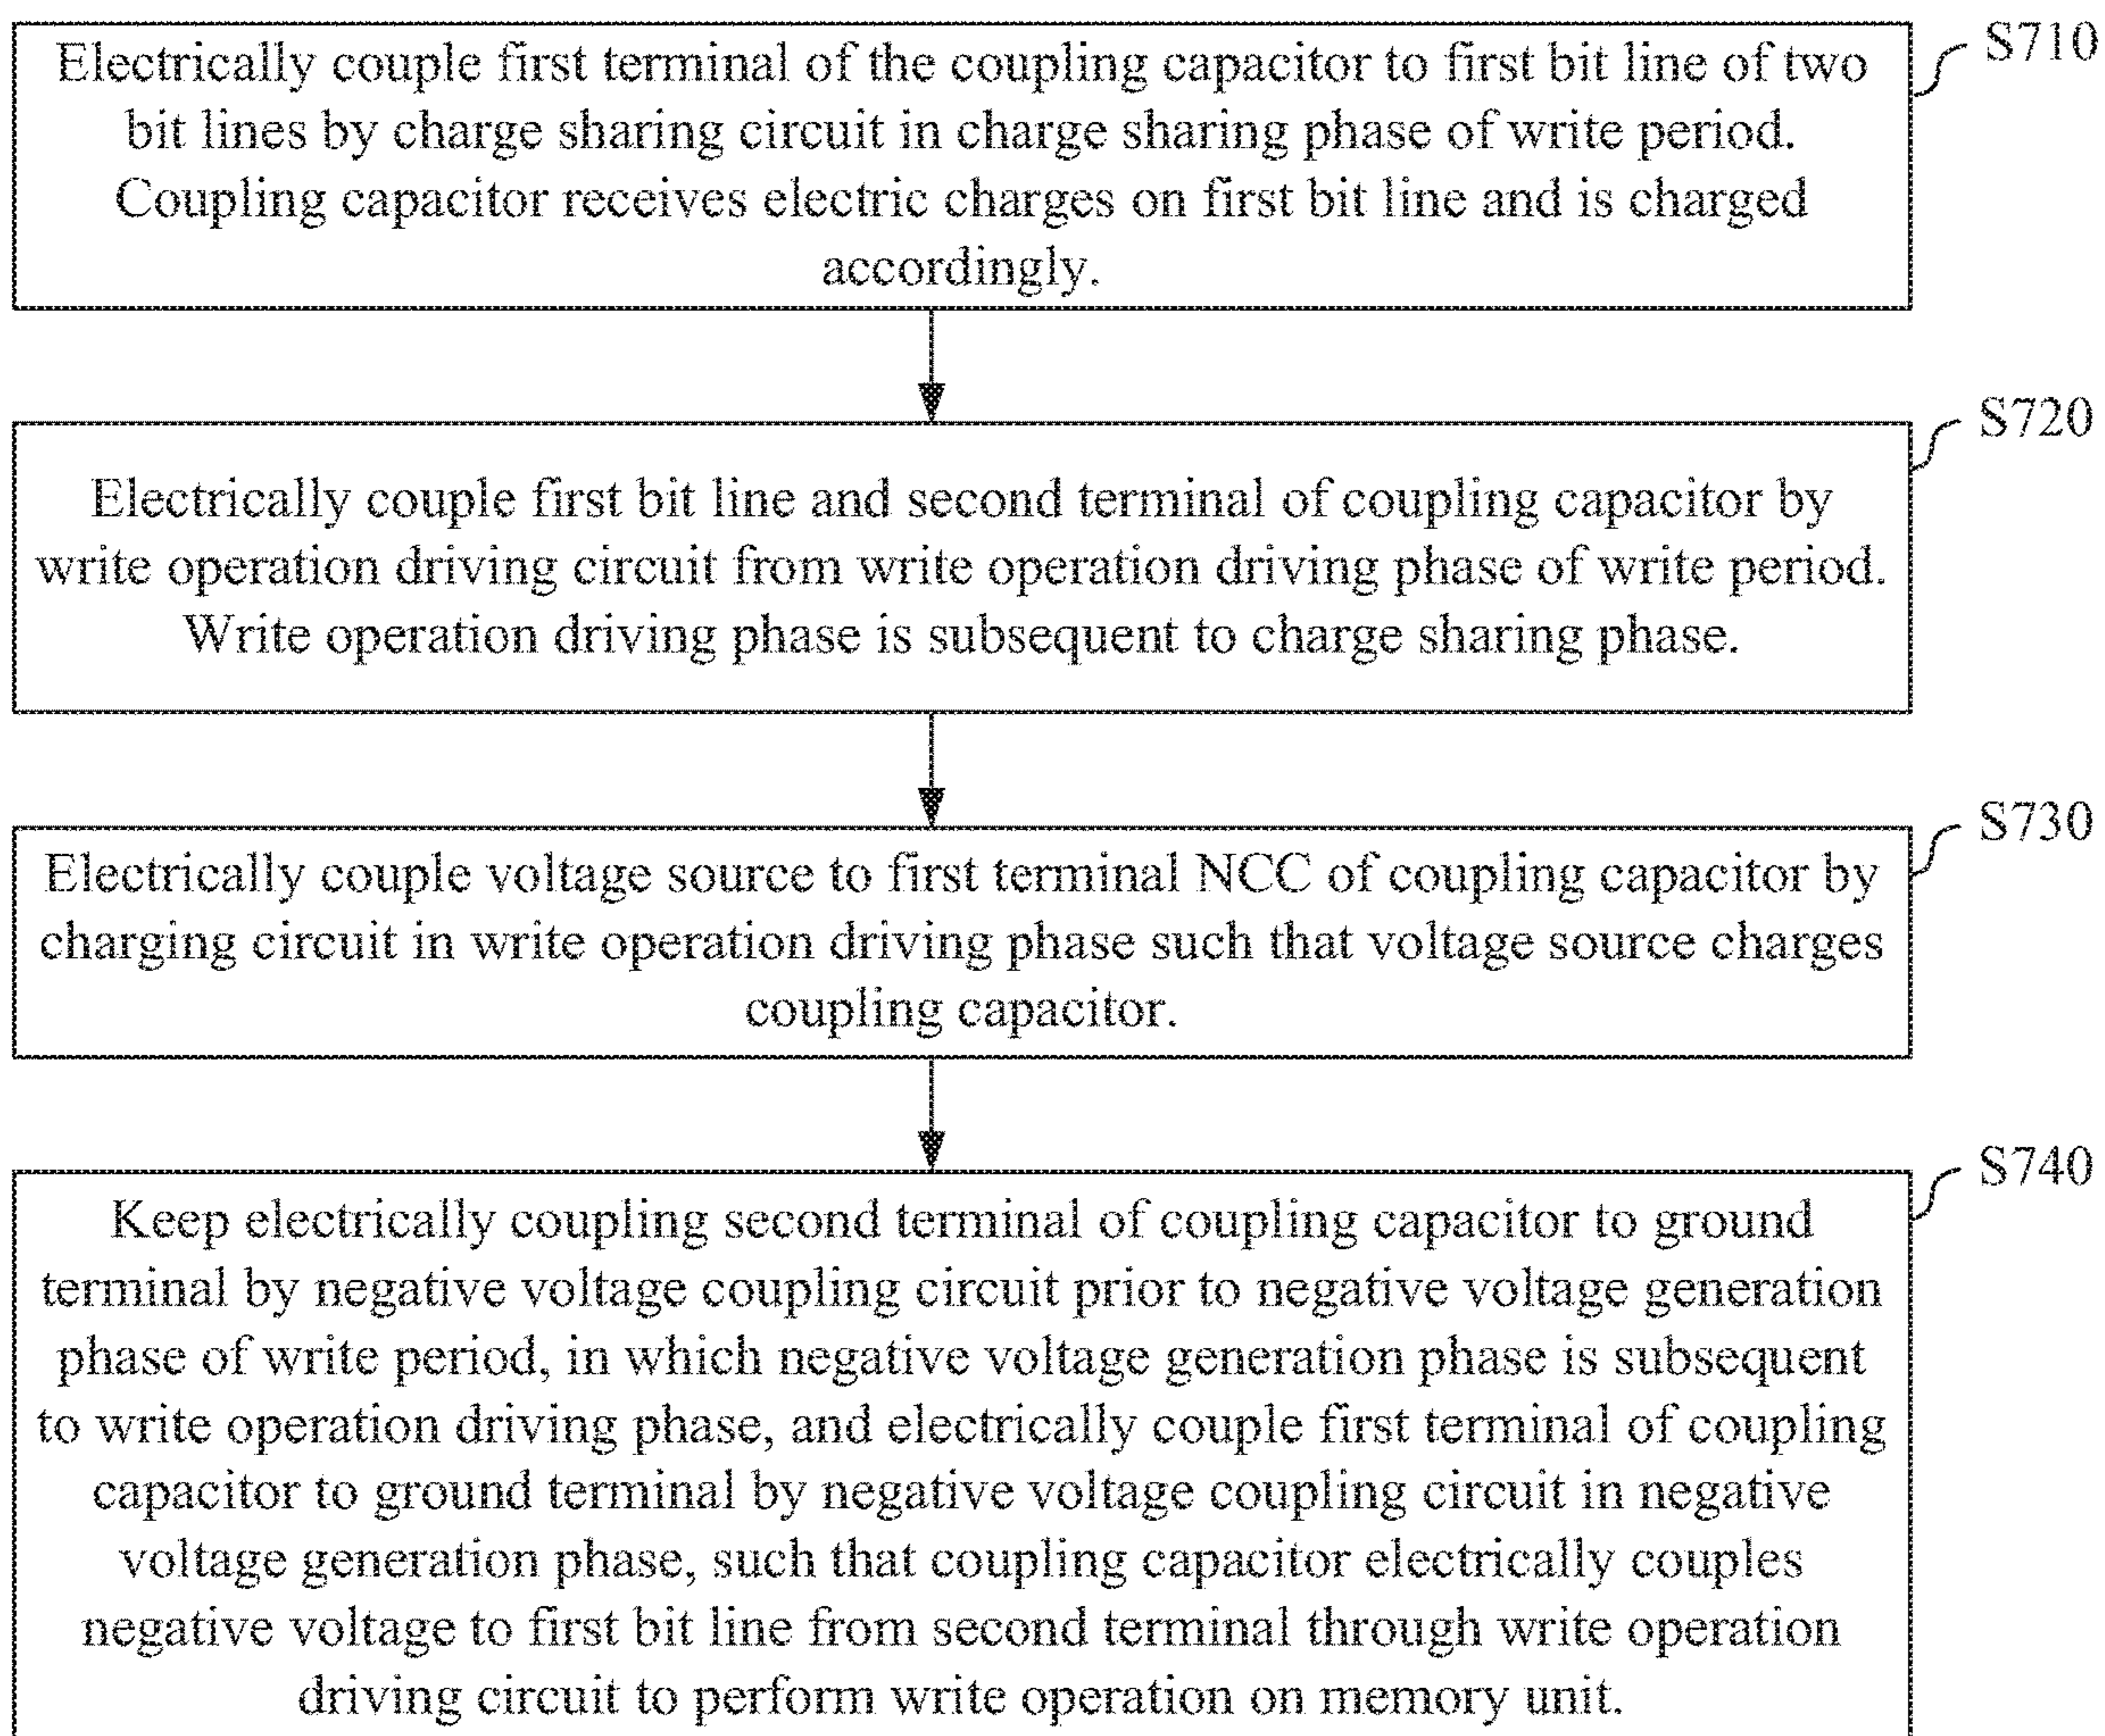 S710
Electrically couple first terminal of the coupling capacitor to first bit line of two
bit lines by charge sharing circuit in charge sharing phase of write period.
Coupling capacitor receives electric charges on first bit line and is charged
accordingly.
S720
Electrically couple first bit line and second terminal of coupling capacitor by
write operation driving circuit from write operation driving phase of write period.
Write operation driving phase is subsequent to charge sharing phase.
S730
Electrically couple voltage source to first terminal NCC of coupling capacitor by
charging circuit in write operation driving phase such that voltage source charges
coupling capacitor.
S740
Keep electrically coupling second terminal of coupling capacitor to ground
terminal by negative voltage coupling circuit prior to negative voltage generation
phase of write period, in which negative voltage generation phase is subsequent
to write operation driving phase, and electrically couple first terminal of coupling
capacitor to ground terminal by negative voltage coupling circuit in negative
voltage generation phase, such that coupling capacitor electrically couples
negative voltage to first bit line from second terminal through write operation
driving circuit to perform write operation on memory unit.